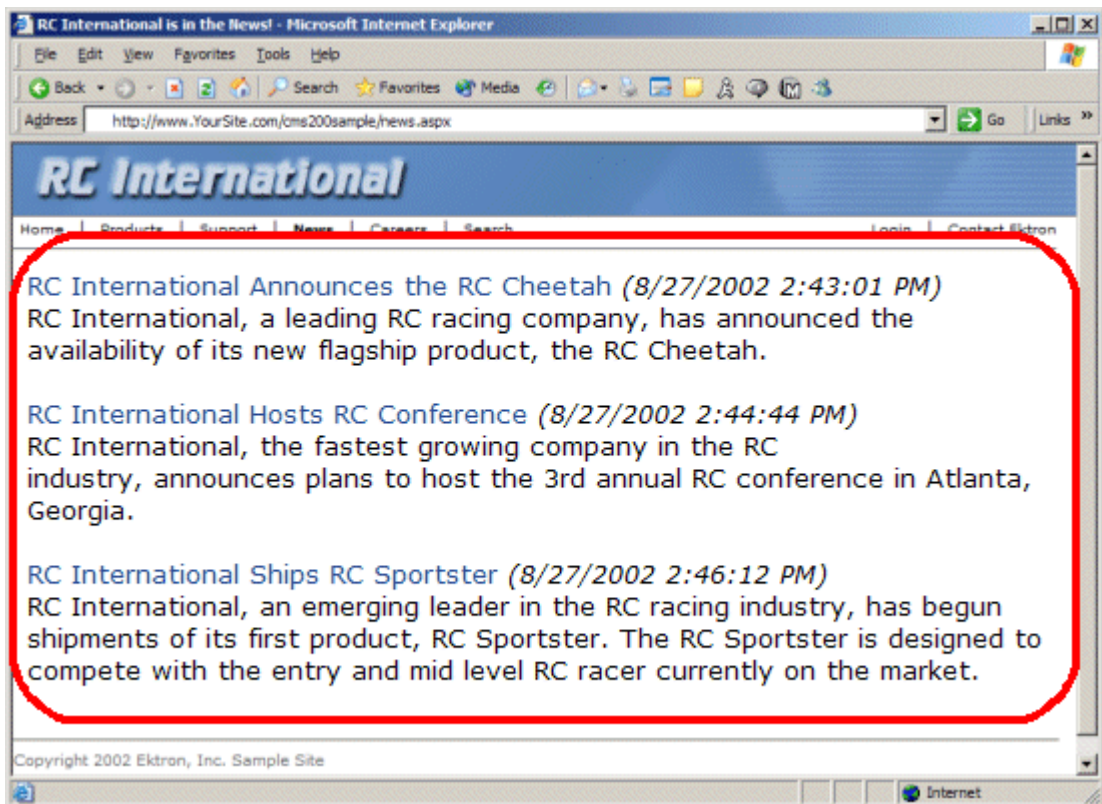 RC International is in the News! - Microsoft Internet Explorer
File Edit View Favorites Tools Help
Back Search Favorites Media
Address http://www.YourSite.com/cms200sample/news.aspx Go Links »
RC International
Home | Products | Support | News | Careers | Search Login | Contact Ektron
RC International Announces the RC Cheetah (8/27/2002 2:43:01 PM)
RC International, a leading RC racing company, has announced the
availability of its new flagship product, the RC Cheetah.
RC International Hosts RC Conference (8/27/2002 2:44:44 PM)
RC International, the fastest growing company in the RC
industry, announces plans to host the 3rd annual RC conference in Atlanta,
Georgia.
RC International Ships RC Sportster (8/27/2002 2:46:12 PM)
RC International, an emerging leader in the RC racing industry, has begun
shipments of its first product, RC Sportster. The RC Sportster is designed to
compete with the entry and mid level RC racer currently on the market.
Copyright 2002 Ektron, Inc. Sample Site
Internet